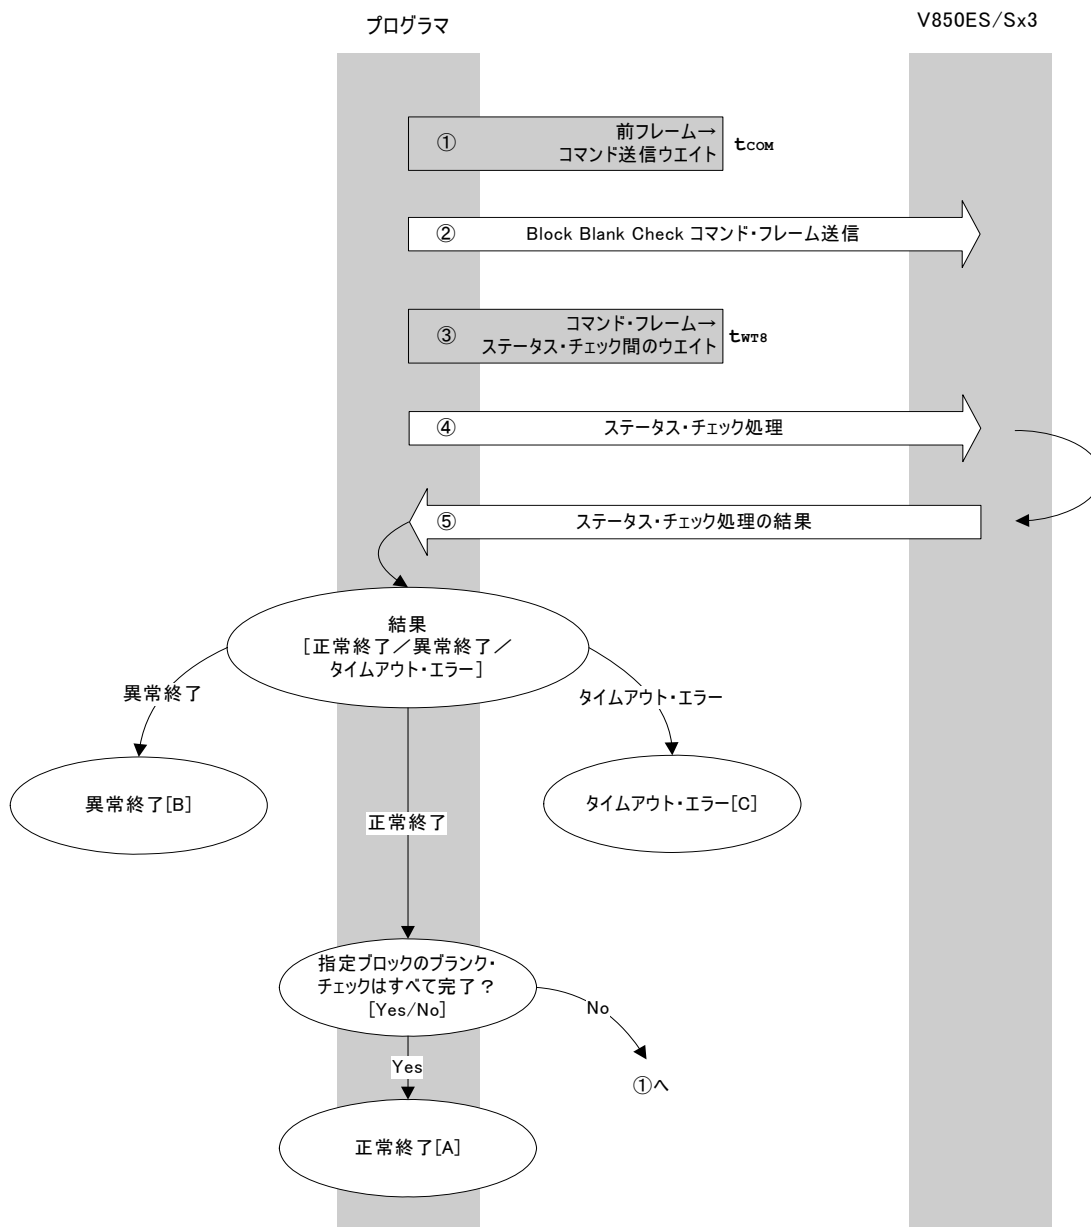 プログラマ
V850ES/Sx3
①
前フレーム→
コマンド送信ウエイト
tCOM
② Block Blank Check コマンド・フレーム送信
③
コマンド・フレーム→
ステータス・チェック間のウエイト
tWT8
④ ステータス・チェック処理
⑤ ステータス・チェック処理の結果
結果
[正常終了／異常終了／
タイムアウト・エラー]
異常終了
タイムアウト・エラー
異常終了[B]
タイムアウト・エラー[C]
正常終了
指定ブロックのブランク・
チェックはすべて完了？
[Yes/No]
No
Yes
①へ
正常終了[A]